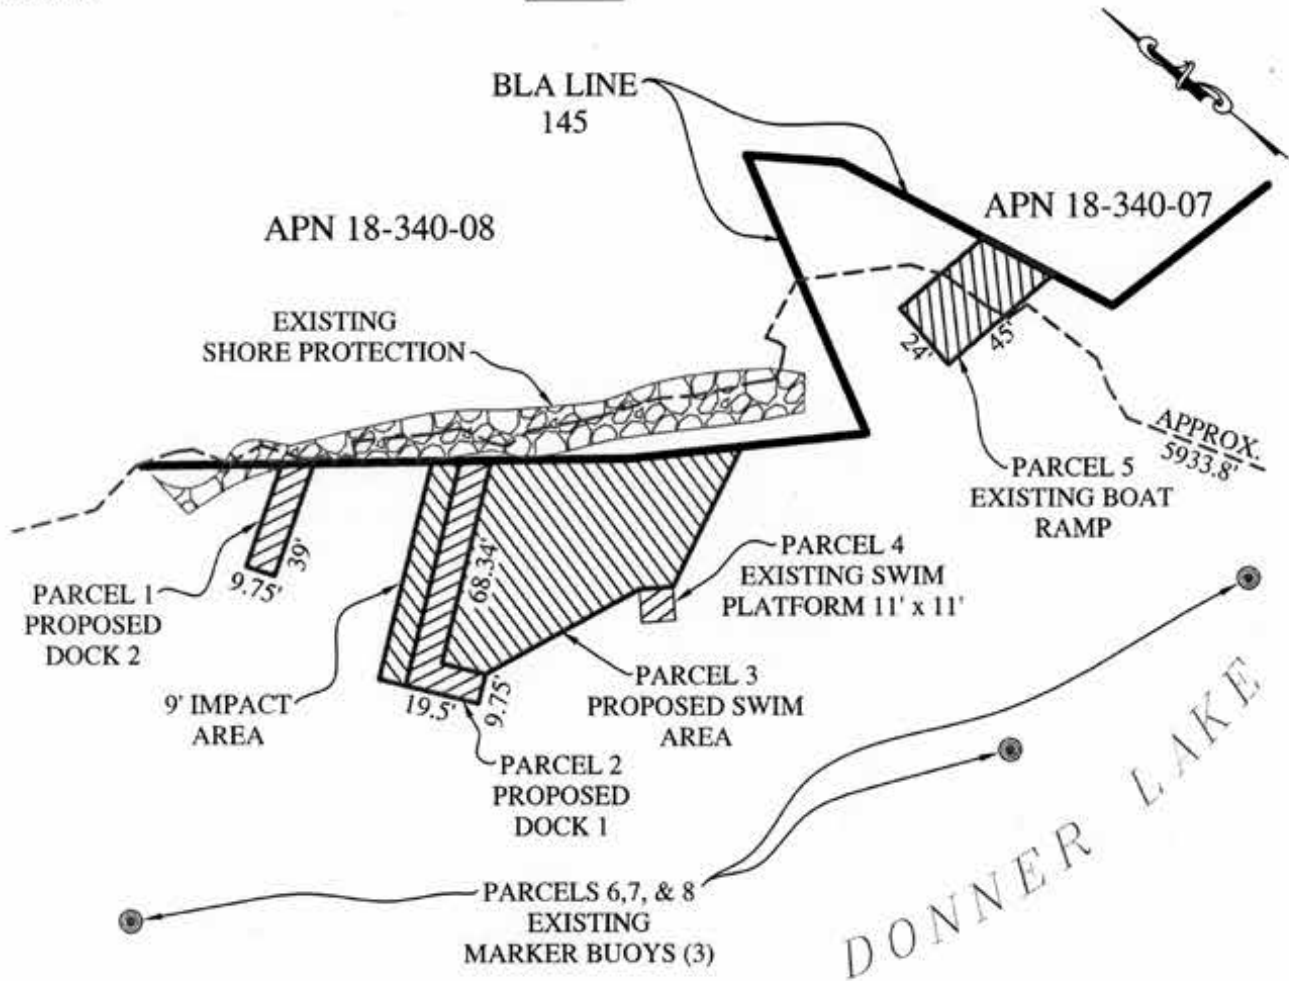 BLA LINE
145
APN 18-340-07
APN 18-340-08
EXISTING
SHORE PROTECTION
24'
45'
APPROX.
5933.8'
PARCEL 5
EXISTING BOAT
RAMP
PARCEL 4
EXISTING SWIM
PLATFORM 11' x 11'
39'
9.75'
68.34'
PARCEL 1
PROPOSED
DOCK 2
9' IMPACT
AREA
19.5'
9.75'
PARCEL 3
PROPOSED SWIM
AREA
PARCEL 2
PROPOSED
DOCK 1
PARCELS 6,7, & 8
EXISTING
MARKER BUOYS (3)
DONNER LAKE